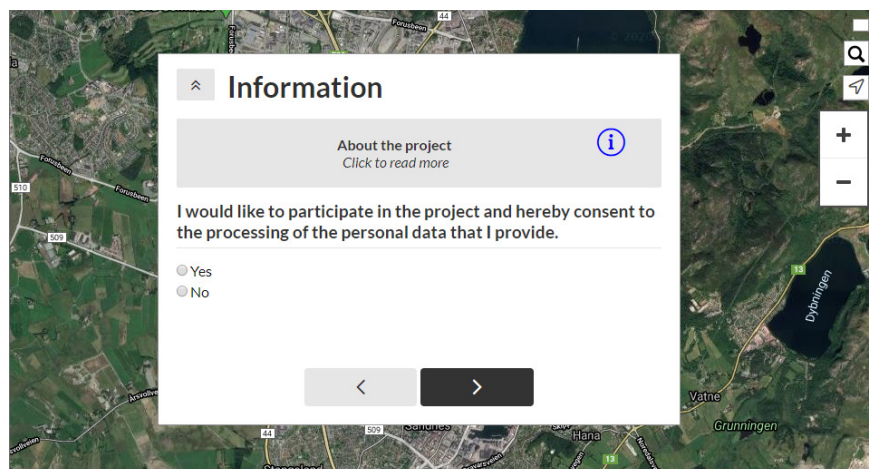 44
Forusbeen
Information
About the project
Click to read more
i
I would like to participate in the project and hereby consent to
the processing of the personal data that I provide.
Yes
No
510
Forusbeen
Forusbeen
509
13
Dybningen
Vatne
Grunningen
44
509
Sandnes
Hana
13